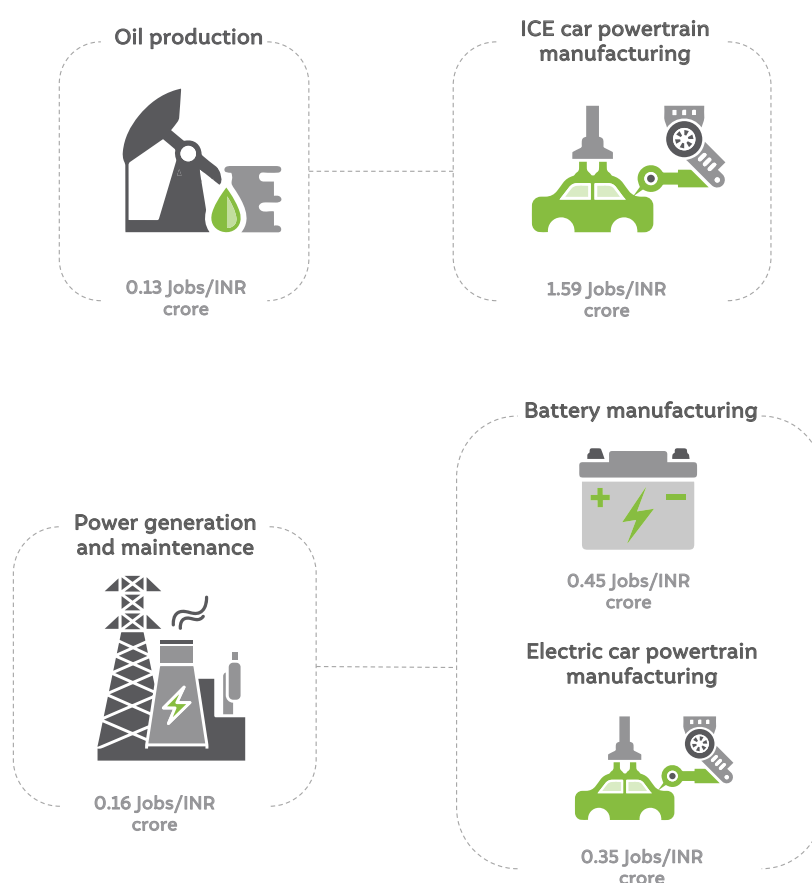 Oil production
0.13 Jobs/INR
crore
ICE car powertrain
manufacturing
1.59 Jobs/INR
crore
Power generation
and maintenance
0.16 Jobs/INR
crore
Battery manufacturing
0.45 Jobs/INR
crore
Electric car powertrain
manufacturing
0.35 Jobs/INR
crore